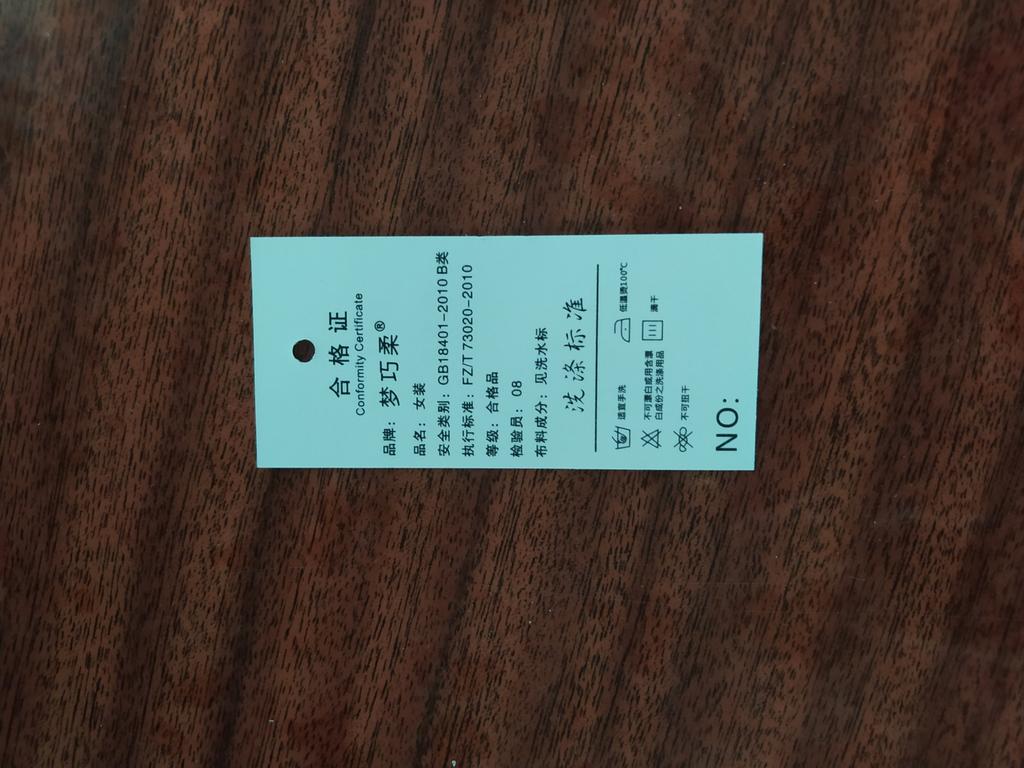 合格证
Conformity Certificate
品牌：梦巧柔®
品名：女装
安全类别：GB18401-2010 B类
执行标准：FZ/T 73020-2010
等级：合格品
检验员：08
布料成分：见洗水标
洗涤标准
适宜手洗
低温烫100℃
不可漂白或用含漂
白成份之洗涤用品
滴干
不可扭干
NO: